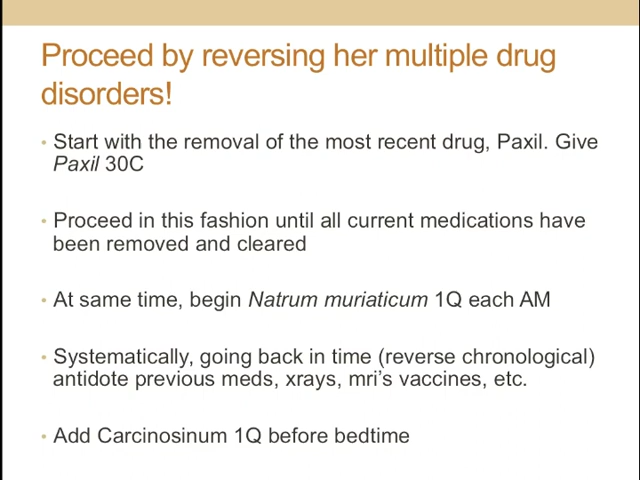 Proceed by reversing her multiple drug
disorders!
• Start with the removal of the most recent drug, Paxil. Give
Paxil 30C
• Proceed in this fashion until all current medications have
been removed and cleared
• At same time, begin Natrum muriaticum 1Q each AM
• Systematically, going back in time (reverse chronological)
antidote previous meds, xrays, mri's vaccines, etc.
• Add Carcinosinum 1Q before bedtime